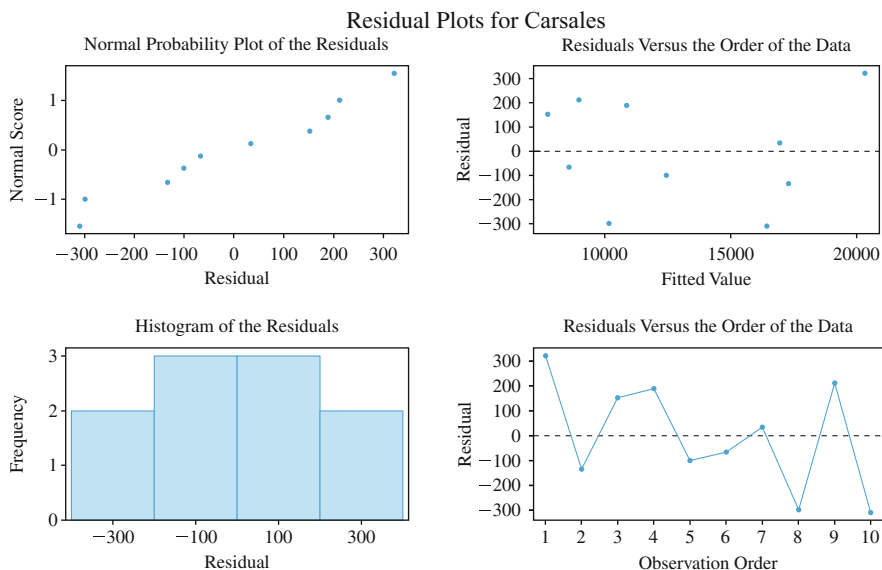 Residual Plots for Carsales
Normal Probability Plot of the Residuals
Normal Score
1
0
−1
−300 −200 −100 0 100 200 300
Residual
Residuals Versus the Order of the Data
Residual
300
200
100
0
−100
−200
−300
10000 15000 20000
Fitted Value
Histogram of the Residuals
Frequency
3
2
1
0
−300 −100 100 300
Residual
Residuals Versus the Order of the Data
Residual
300
200
100
0
−100
−200
−300
1 2 3 4 5 6 7 8 9 10
Observation Order